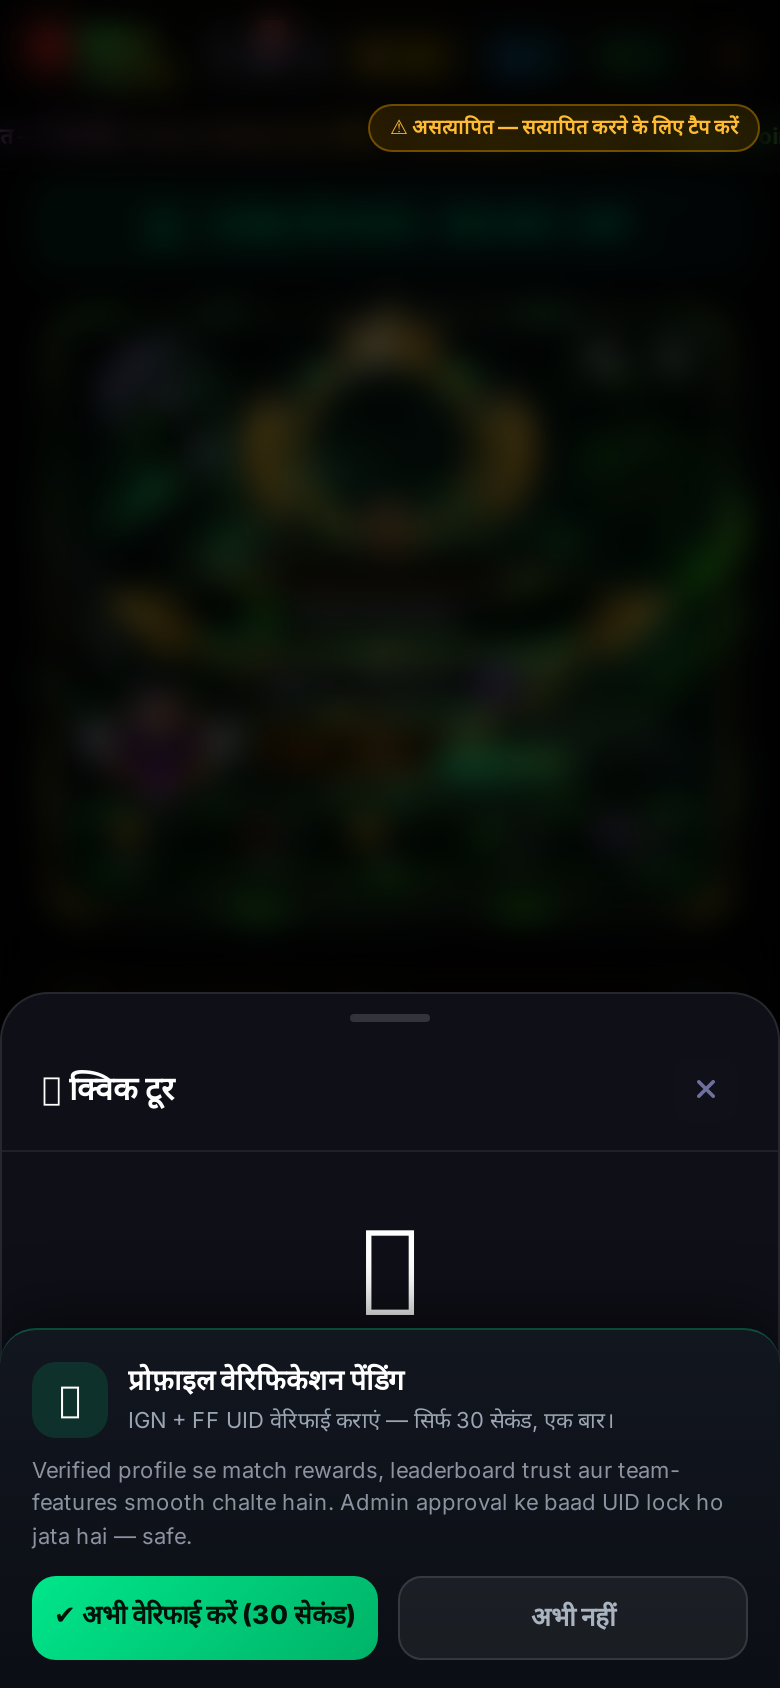 ⚠ असत्यापित — सत्यापित करने के लिए टैप करें
क्विक टूर
प्रोफ़ाइल वेरिफिकेशन पेंडिंग
IGN + FF UID वेरिफाई कराएं — सिर्फ 30 सेकंड, एक बार।
Verified profile se match rewards, leaderboard trust aur team-
features smooth chalte hain. Admin approval ke baad UID lock ho
jata hai — safe.
✔ अभी वेरिफाई करें (30 सेकंड)
अभी नहीं